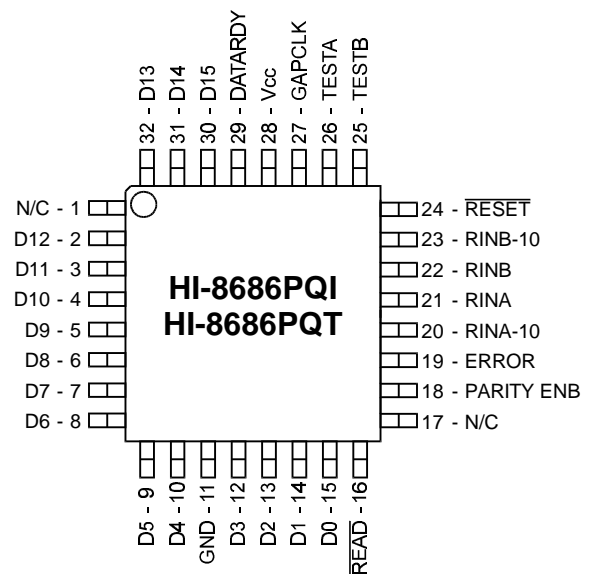 32 - D13
31 - D14
30 - D15
29 - DATARDY
28 - Vcc
27 - GAPCLK
26 - TESTA
25 - TESTB
N/C - 1
D12 - 2
D11 - 3
D10 - 4
D9 - 5
D8 - 6
D7 - 7
D6 - 8
HI-8686PQI
HI-8686PQT
24 - RESET
23 - RINB-10
22 - RINB
21 - RINA
20 - RINA-10
19 - ERROR
18 - PARITY ENB
17 - N/C
D5 - 9
D4 - 10
GND - 11
D3 - 12
D2 - 13
D1 - 14
D0 - 15
READ - 16